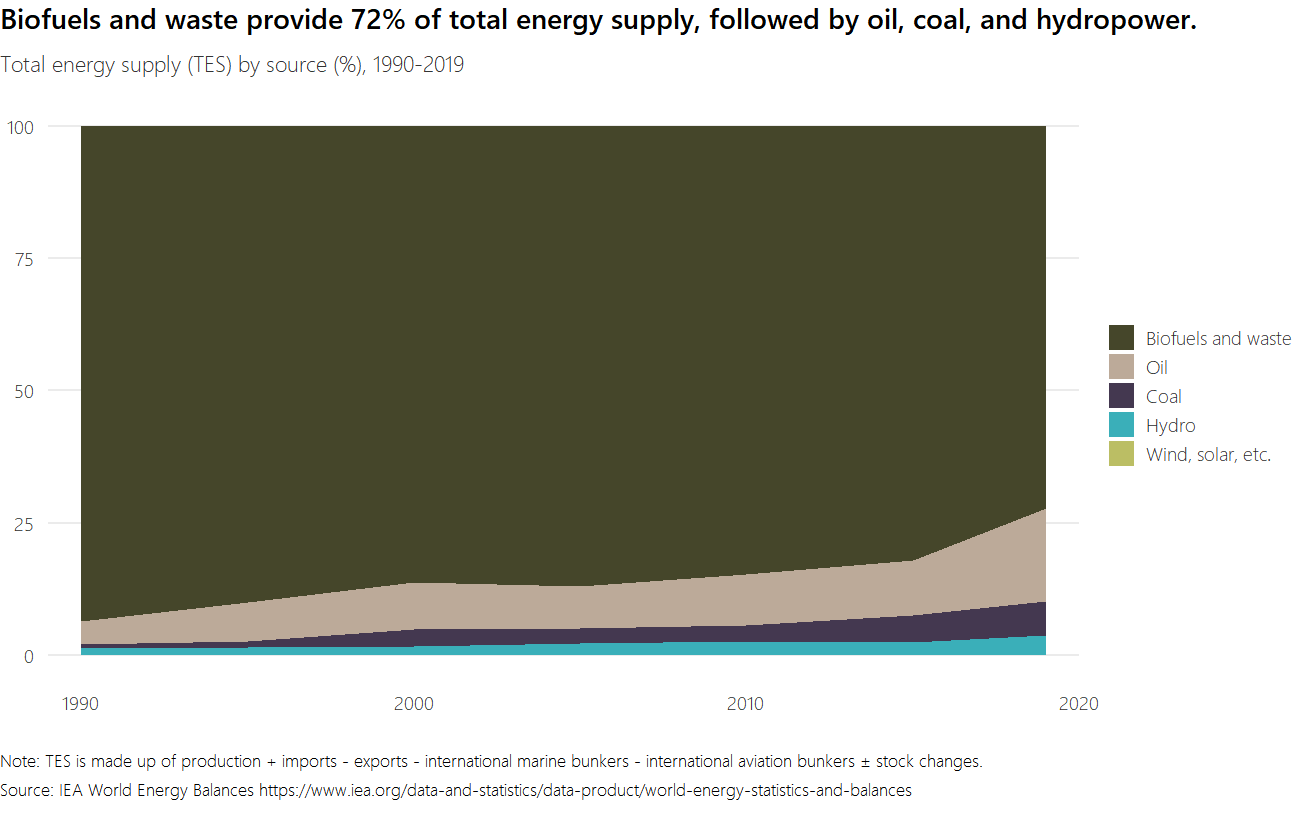 Biofuels and waste provide 72% of total energy supply, followed by oil, coal, and hydropower.
Total energy supply (TES) by source (%), 1990-2019
100
75
50
25
0
1990
2000
2010
2020
Biofuels and waste
Oil
Coal
Hydro
Wind, solar, etc.
Note: TES is made up of production + imports - exports - international marine bunkers - international aviation bunkers ± stock changes.
Source: IEA World Energy Balances https://www.iea.org/data-and-statistics/data-product/world-energy-statistics-and-balances